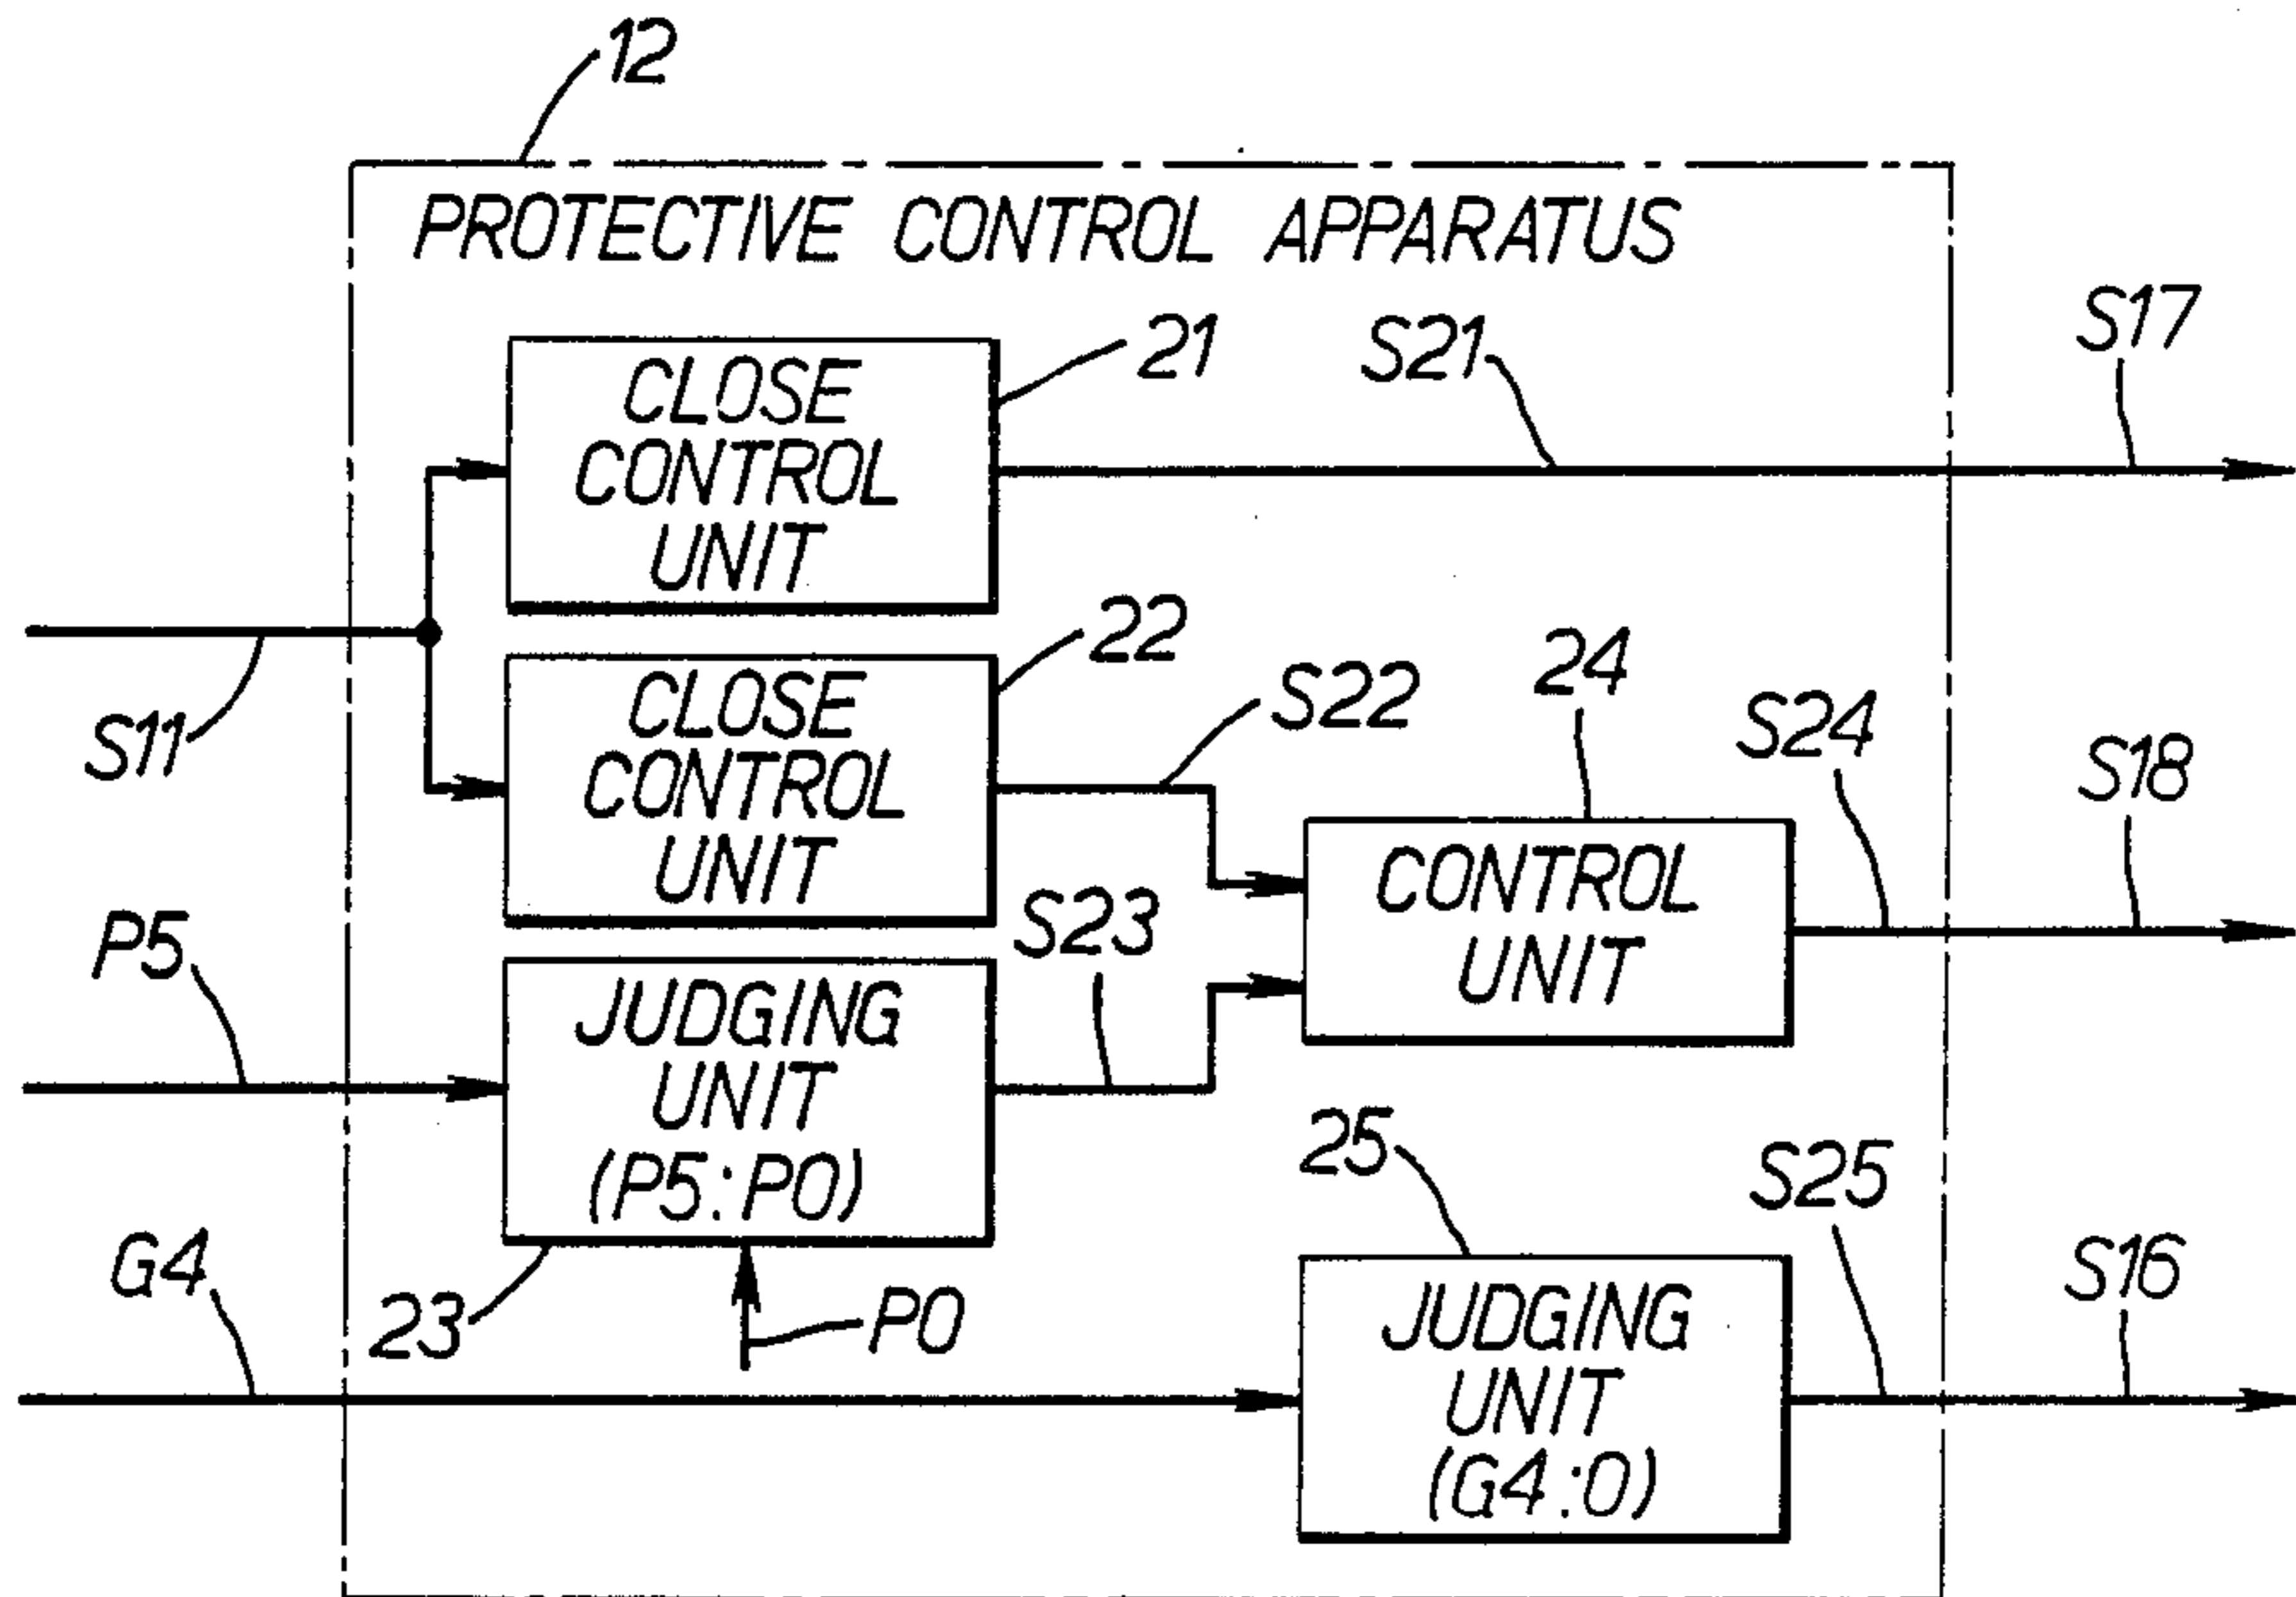 12
PROTECTIVE CONTROL APPARATUS
S17
21
S21
CLOSE
CONTROL
UNIT
22
S11
CLOSE
CONTROL
UNIT
S22
24
S24
S18
CONTROL
UNIT
P5
S23
JUDGING
UNIT
(P5:P0)
G4
23
P0
25
S25
S16
JUDGING
UNIT
(G4:0)